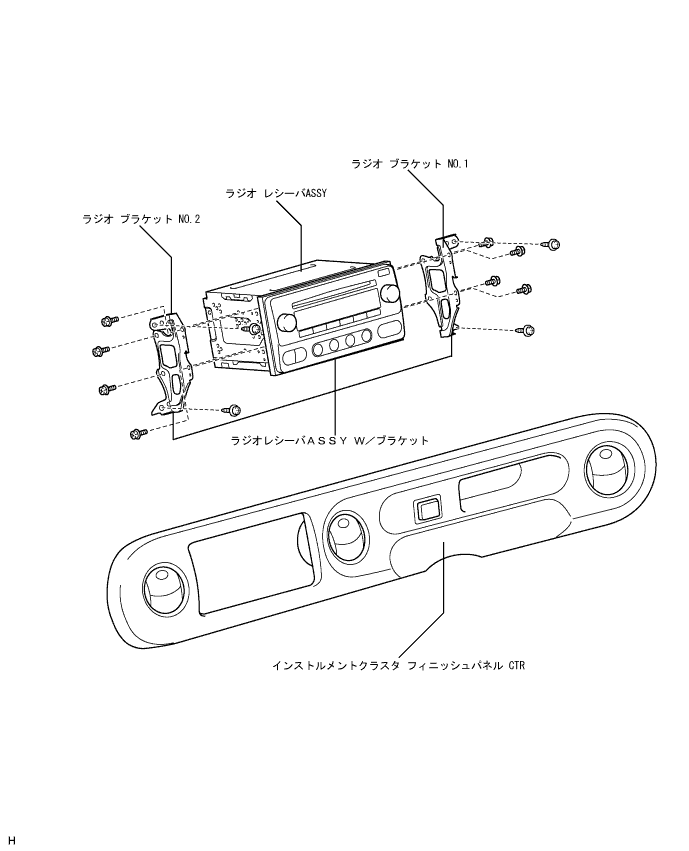 ラジオ ブラケット NO.1
ラジオ レシーバASSY
ラジオ ブラケット NO.2
ラジオレシーバＡＳＳＹ Ｗ／ブラケット
インストルメントクラスタ フィニッシュパネル CTR
H